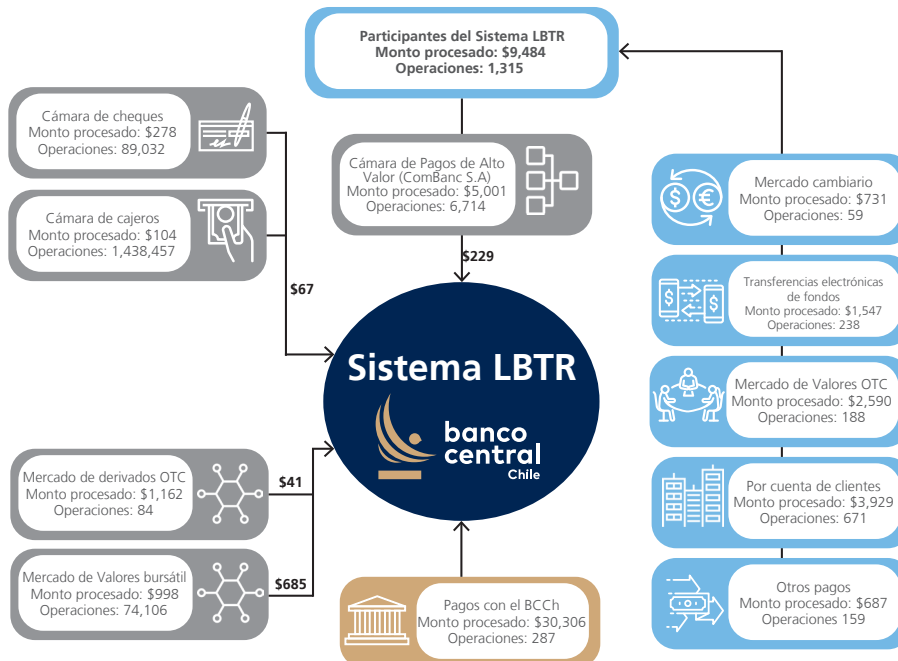 Participantes del Sistema LBTR
Monto procesado: $9,484
Operaciones: 1,315
Cámara de cheques
Monto procesado: $278
Operaciones: 89,032
Cámara de cajeros
Monto procesado: $104
Operaciones: 1,438,457
$67
Cámara de Pagos de Alto
Valor (ComBanc S.A)
Monto procesado: $5,001
Operaciones: 6,714
$229
Mercado cambiario
Monto procesado: $731
Operaciones: 59
Transferencias electrónicas
de fondos
Monto procesado: $1,547
Operaciones: 238
Mercado de Valores OTC
Monto procesado: $2,590
Operaciones: 188
Por cuenta de clientes
Monto procesado: $3,929
Operaciones: 671
Otros pagos
Monto procesado: $687
Operaciones 159
Sistema LBTR
banco
central
Chile
Mercado de derivados OTC
Monto procesado: $1,162
Operaciones: 84
$41
Mercado de Valores bursátil
Monto procesado: $998
Operaciones: 74,106
$685
Pagos con el BCCh
Monto procesado: $30,306
Operaciones: 287